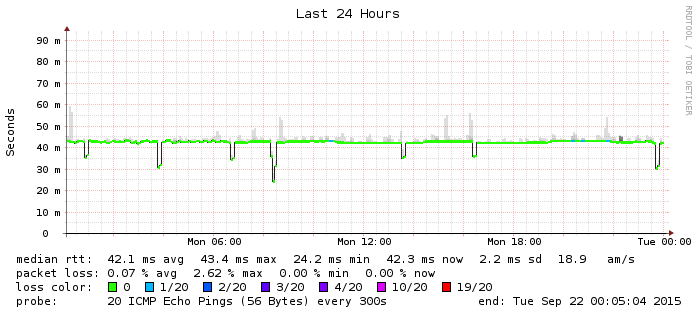 Last 24 Hours
RRDTOOL / TOBI OETIKER
Seconds
90 m
80 m
70 m
60 m
50 m
40 m
30 m
20 m
10 m
0
Mon 06:00 Mon 12:00 Mon 18:00 Tue 00:00
median rtt: 42.1 ms avg 43.4 ms max 24.2 ms min 42.3 ms now 2.2 ms sd 18.9 am/s
packet loss: 0.07 % avg 2.62 % max 0.00 % min 0.00 % now
loss color: 0 1/20 2/20 3/20 4/20 10/20 19/20
probe: 20 ICMP Echo Pings (56 Bytes) every 300s end: Tue Sep 22 00:05:04 2015